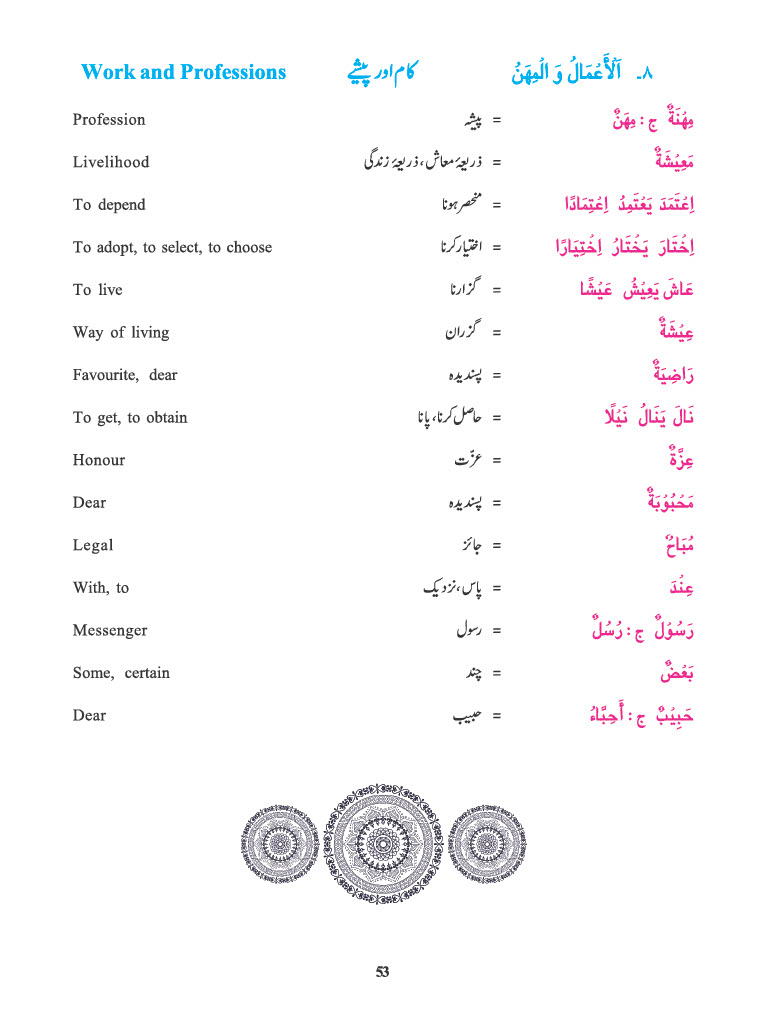 Work and Professions کام اور پیشے ۸۔ اَلْأَعْمَالُ وَ الْمِهَنُ
Profession پیشہ = مِهْنَةٌ ج : مِهَنٌ
Livelihood ذریعۂ معاش، ذریعۂ زندگی = مَعِيْشَةٌ
To depend منحصر ہونا = اِعْتَمَدَ يَعْتَمِدُ اِعْتِمَادًا
To adopt, to select, to choose اختیار کرنا = اِخْتَارَ يَخْتَارُ اِخْتِيَارًا
To live گزارنا = عَاشَ يَعِيْشُ عَيْشًا
Way of living گزران = عِيْشَةٌ
Favourite, dear پسندیدہ = رَاضِيَةٌ
To get, to obtain حاصل کرنا، پانا = نَالَ يَنَالُ نَيْلًا
Honour عزّت = عِزَّةٌ
Dear پسندیدہ = مَحْبُوْبَةٌ
Legal جائز = مُبَاحٌ
With, to پاس، نزدیک = عِنْدَ
Messenger رسول = رَسُوْلٌ ج : رُسُلٌ
Some, certain چند = بَعْضٌ
Dear حبیب = حَبِيْبٌ ج : أَحِبَّاءُ
53